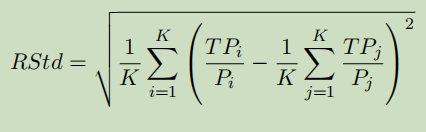 RStd = \sqrt{\frac{1}{K} \sum_{i=1}^{K} \left( \frac{TP_i}{P_i} - \frac{1}{K} \sum_{j=1}^{K} \frac{TP_j}{P_j} \right)^2}